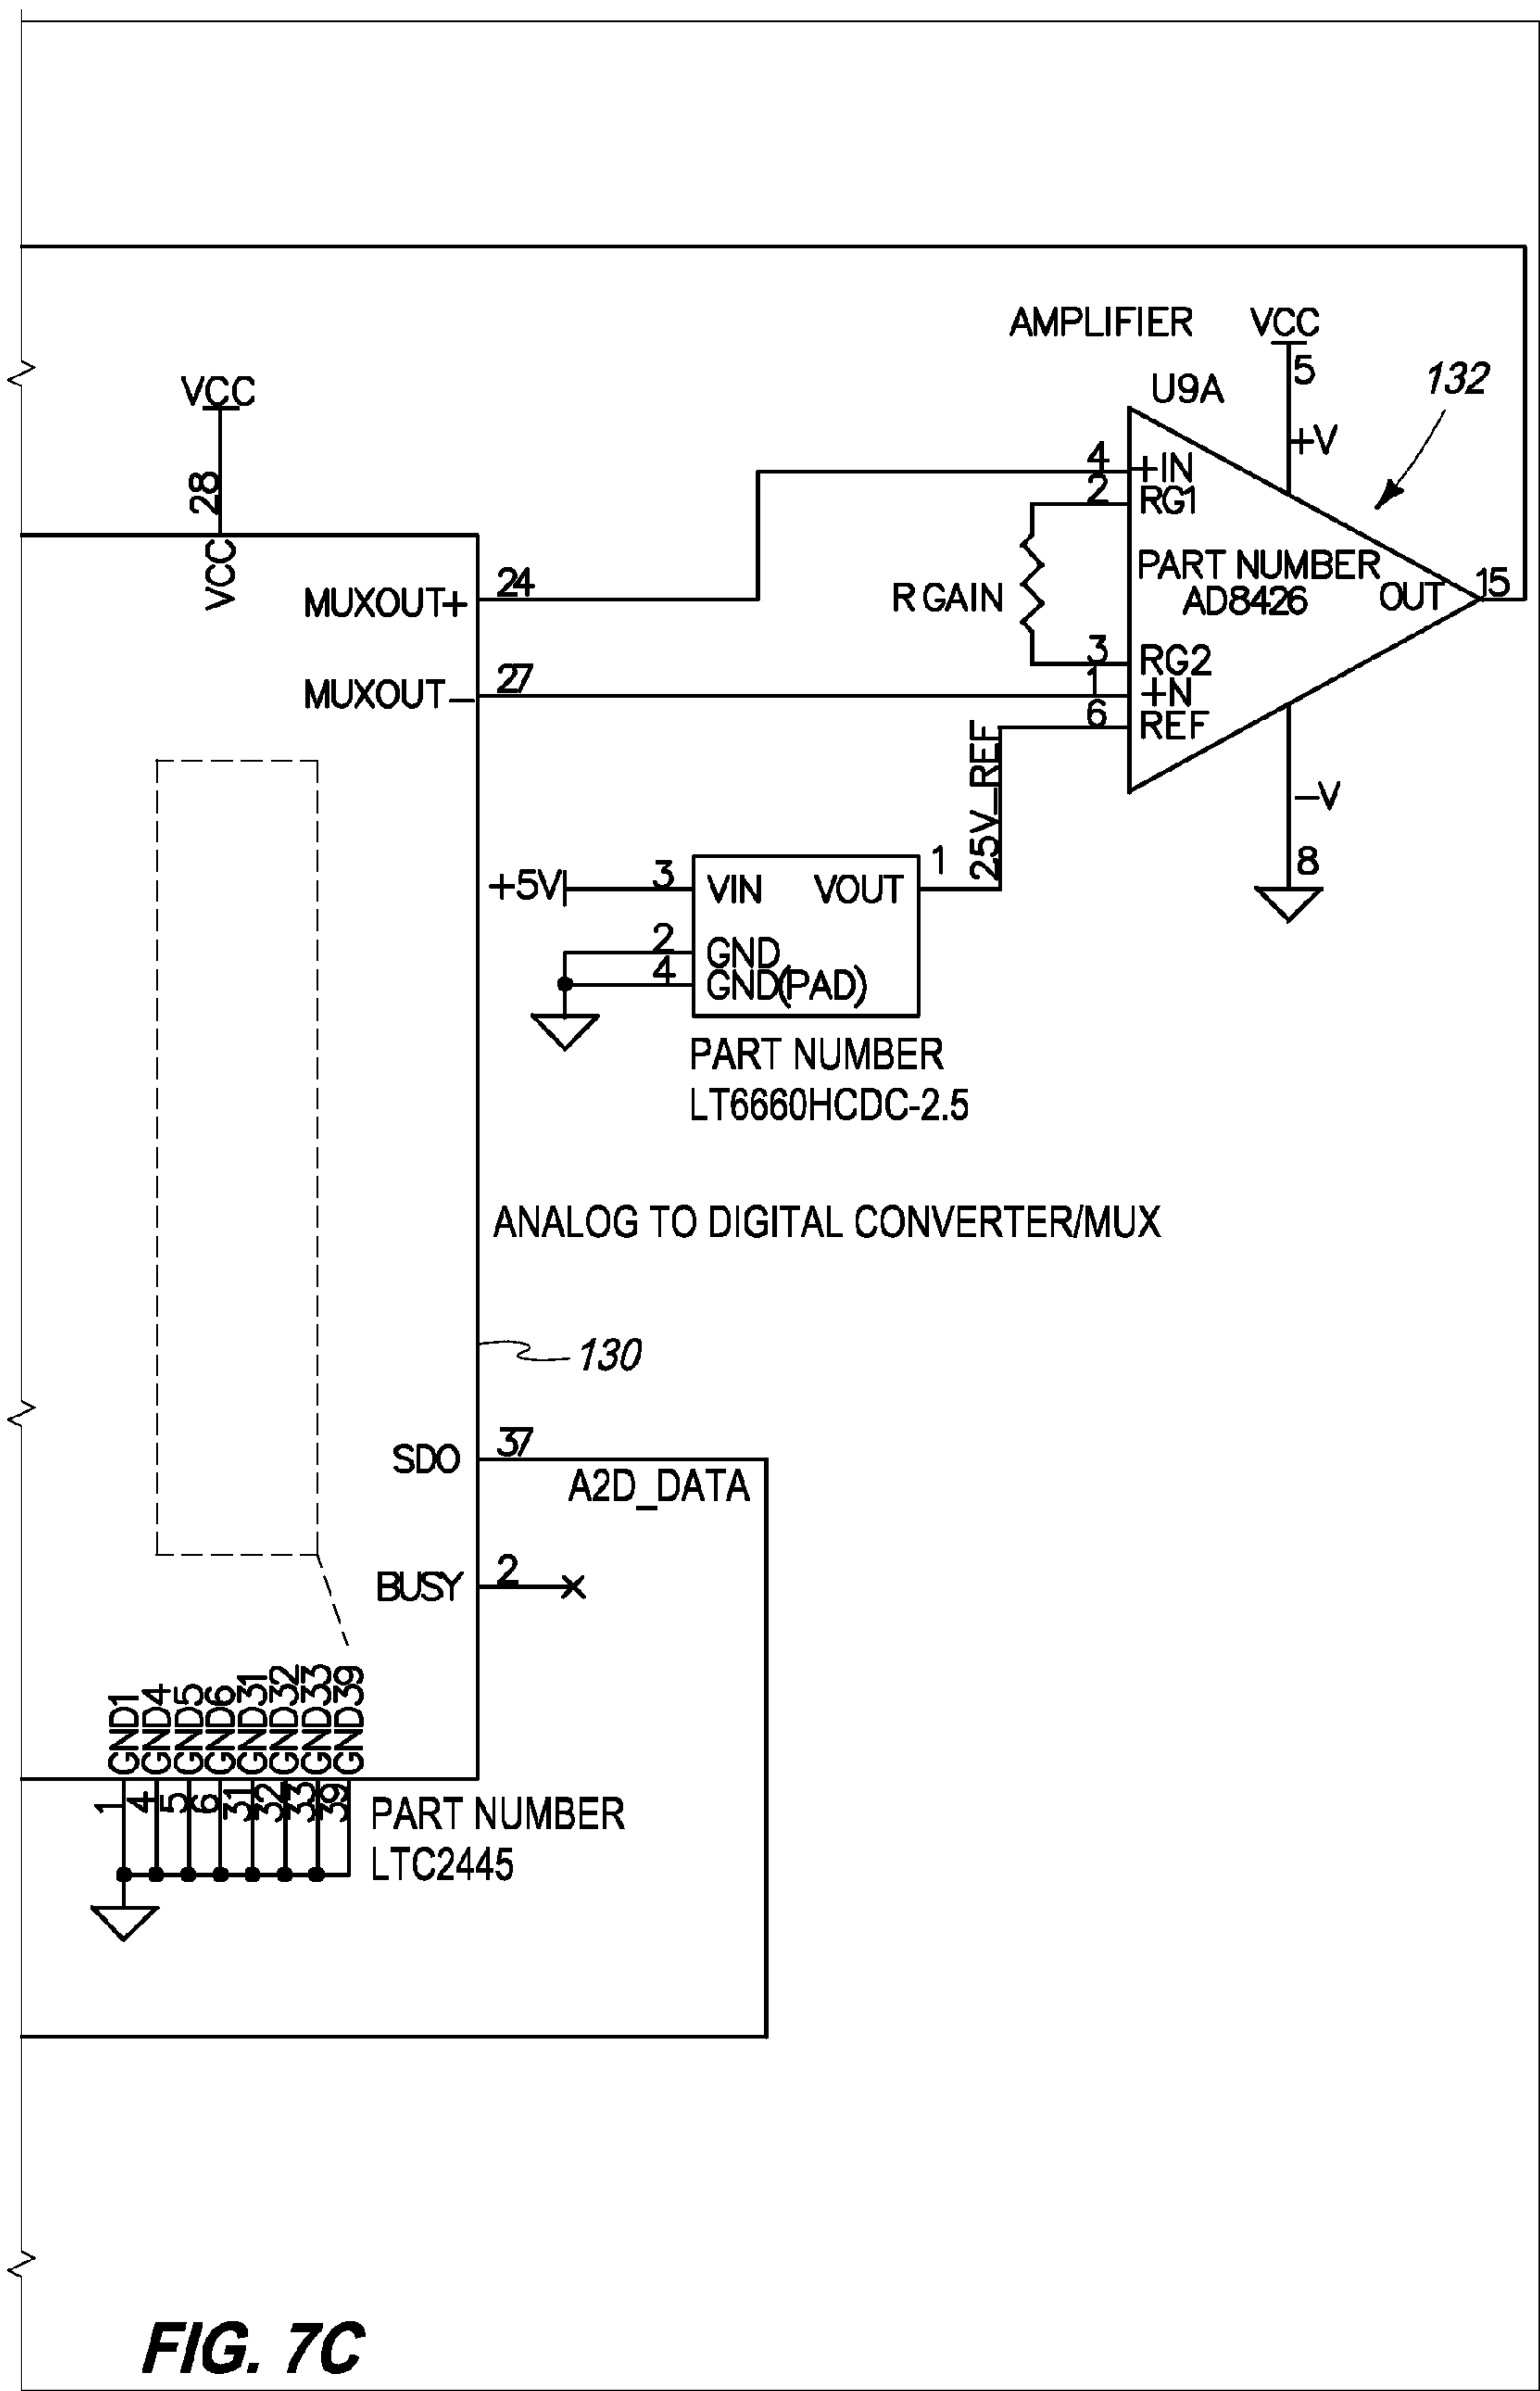 AMPLIFIER
VCC
5
U9A
132
+V
VCC
28
VCC
4
+IN
2
RG1
MUXOUT+
24
R GAIN
PART NUMBER
AD8426
OUT
15
3
RG2
MUXOUT-
27
1
+N
6
REF
25V_REF
-V
8
+5V
3
VIN
VOUT
1
2
GND
4
GND(PAD)
PART NUMBER
LT6660HCDC-2.5
ANALOG TO DIGITAL CONVERTER/MUX
130
SDO
37
A2D_DATA
BUSY
2
GND1
GND4
GND5
GND6
GND31
GND32
GND33
GND39
1
4
5
6
31
32
33
39
PART NUMBER
LTC2445
FIG. 7C